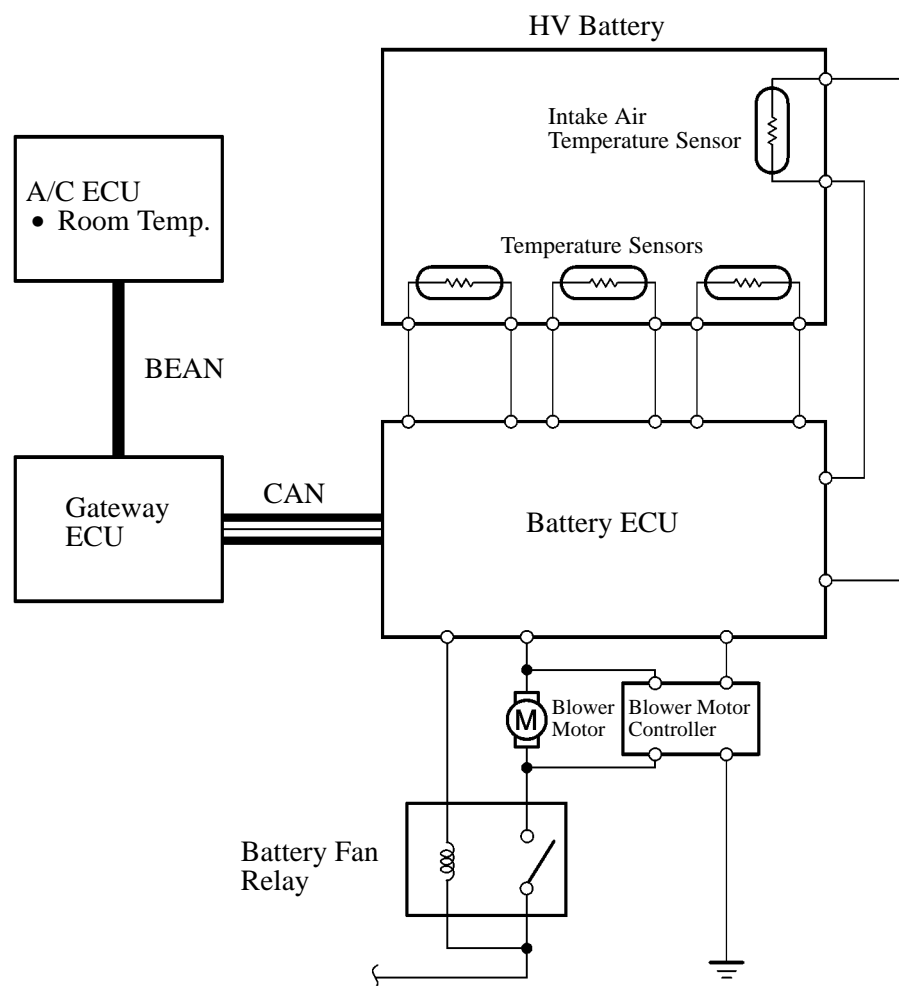 HV Battery
Intake Air
Temperature Sensor
A/C ECU
• Room Temp.
Temperature Sensors
BEAN
CAN
Gateway
ECU
Battery ECU
M
Blower
Motor
Blower Motor
Controller
Battery Fan
Relay